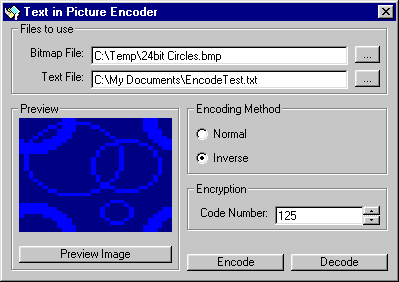 Text in Picture Encoder
Files to use
Bitmap File: C:\Temp\24bit Circles.bmp ...
Text File: C:\My Documents\EncodeTest.txt ...
Preview
Encoding Method
Normal
Inverse
Encryption
Code Number: 125
Preview Image
Encode Decode